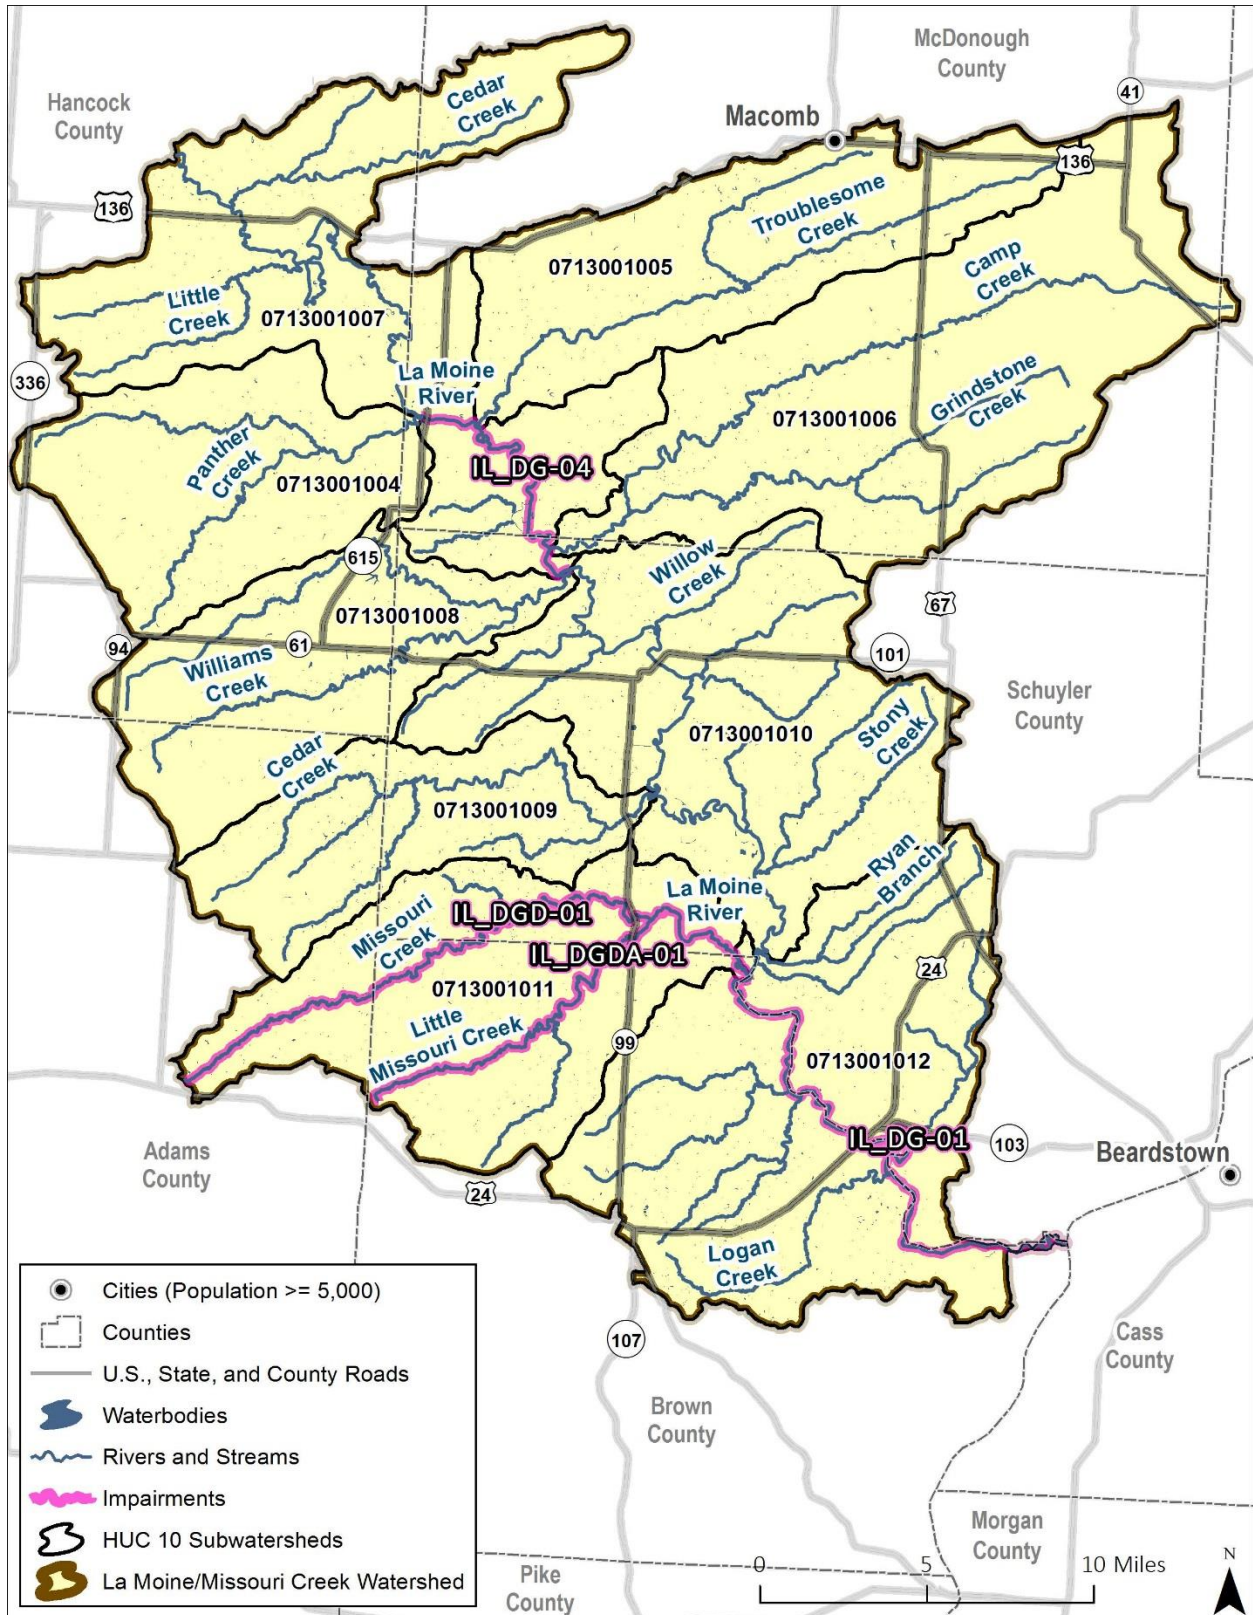 McDonough
County
Hancock
County
Cedar
Creek
41
Macomb
136
136
Troublesome
Creek
Camp
Creek
0713001005
Little
Creek
0713001007
336
La Moine
River
Grindstone
Creek
0713001006
Panther
Creek
IL_DG-04
0713001004
615
Willow
Creek
67
0713001008
94
61
101
Williams
Creek
Schuyler
County
Stony
Creek
0713001010
Cedar
Creek
0713001009
Ryan
Branch
La Moine
River
Missouri
Creek
IL_DGD-01
IL_DGDA-01
24
0713001011
Little
Missouri Creek
99
0713001012
IL_DG-01
103
Adams
County
Beardstown
24
Logan
Creek
107
Cass
County
Brown
County
Morgan
County
Pike
County
Cities (Population >= 5,000)
Counties
U.S., State, and County Roads
Waterbodies
Rivers and Streams
Impairments
HUC 10 Subwatersheds
La Moine/Missouri Creek Watershed
0 5 10 Miles
N